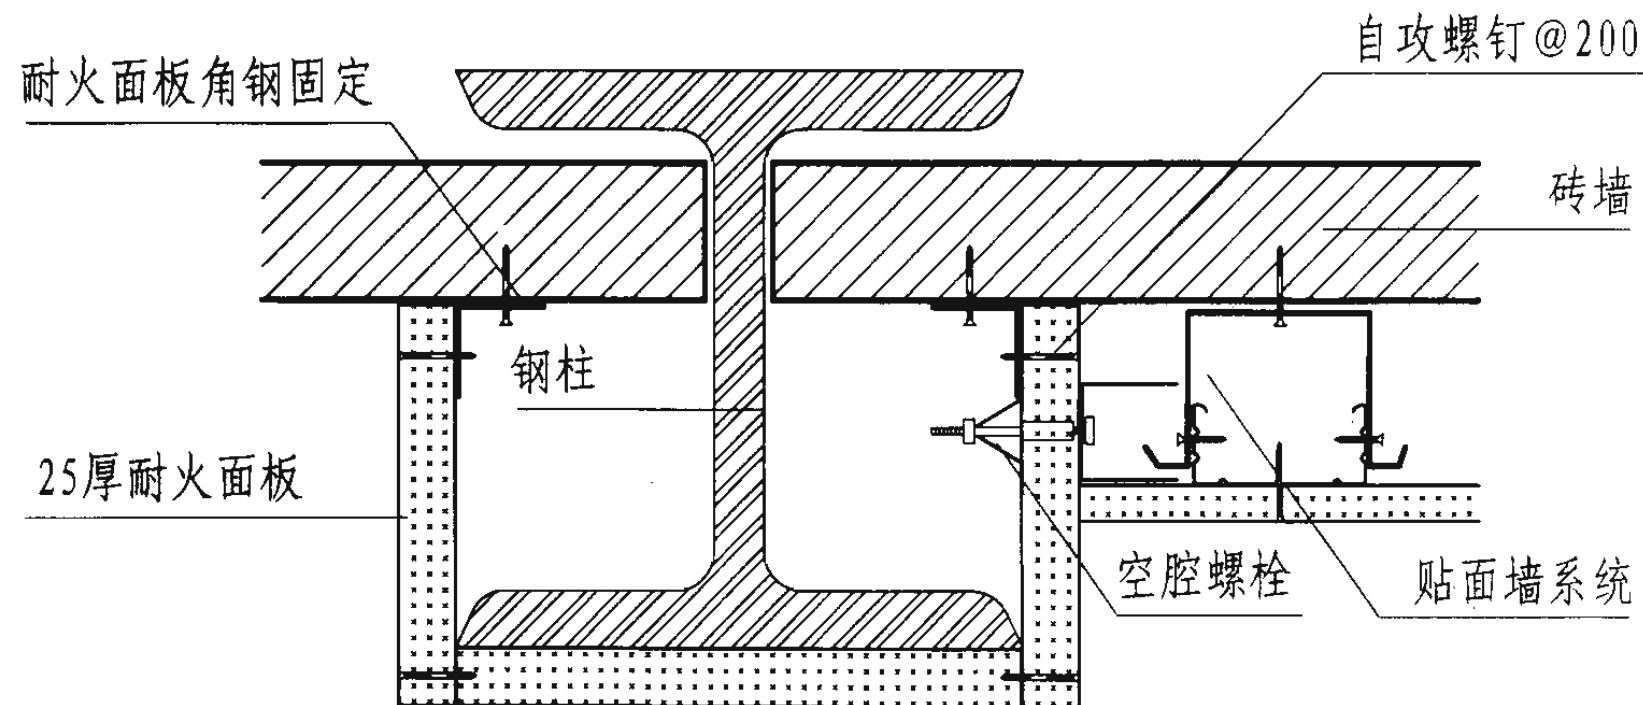 自攻螺钉@200
耐火面板角钢固定
砖墙
钢柱
25厚耐火面板
空腔螺栓
贴面墙系统